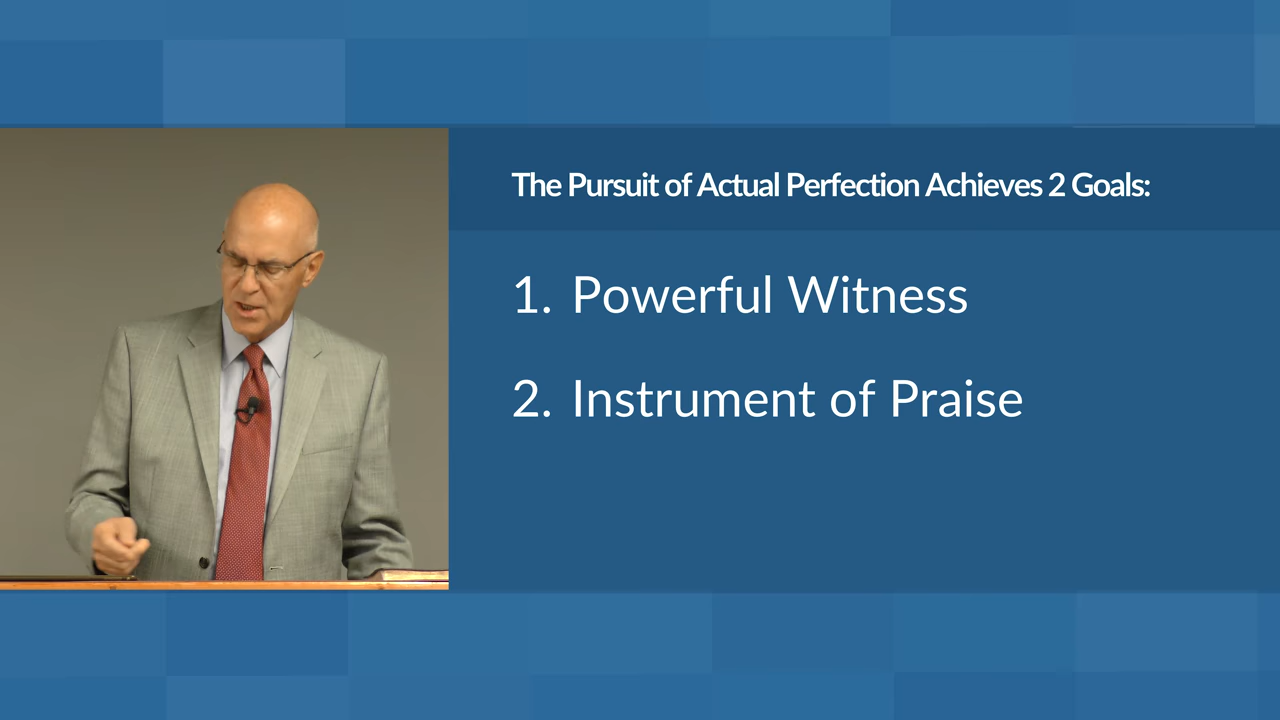 The Pursuit of Actual Perfection Achieves 2 Goals:
1. Powerful Witness
2. Instrument of Praise